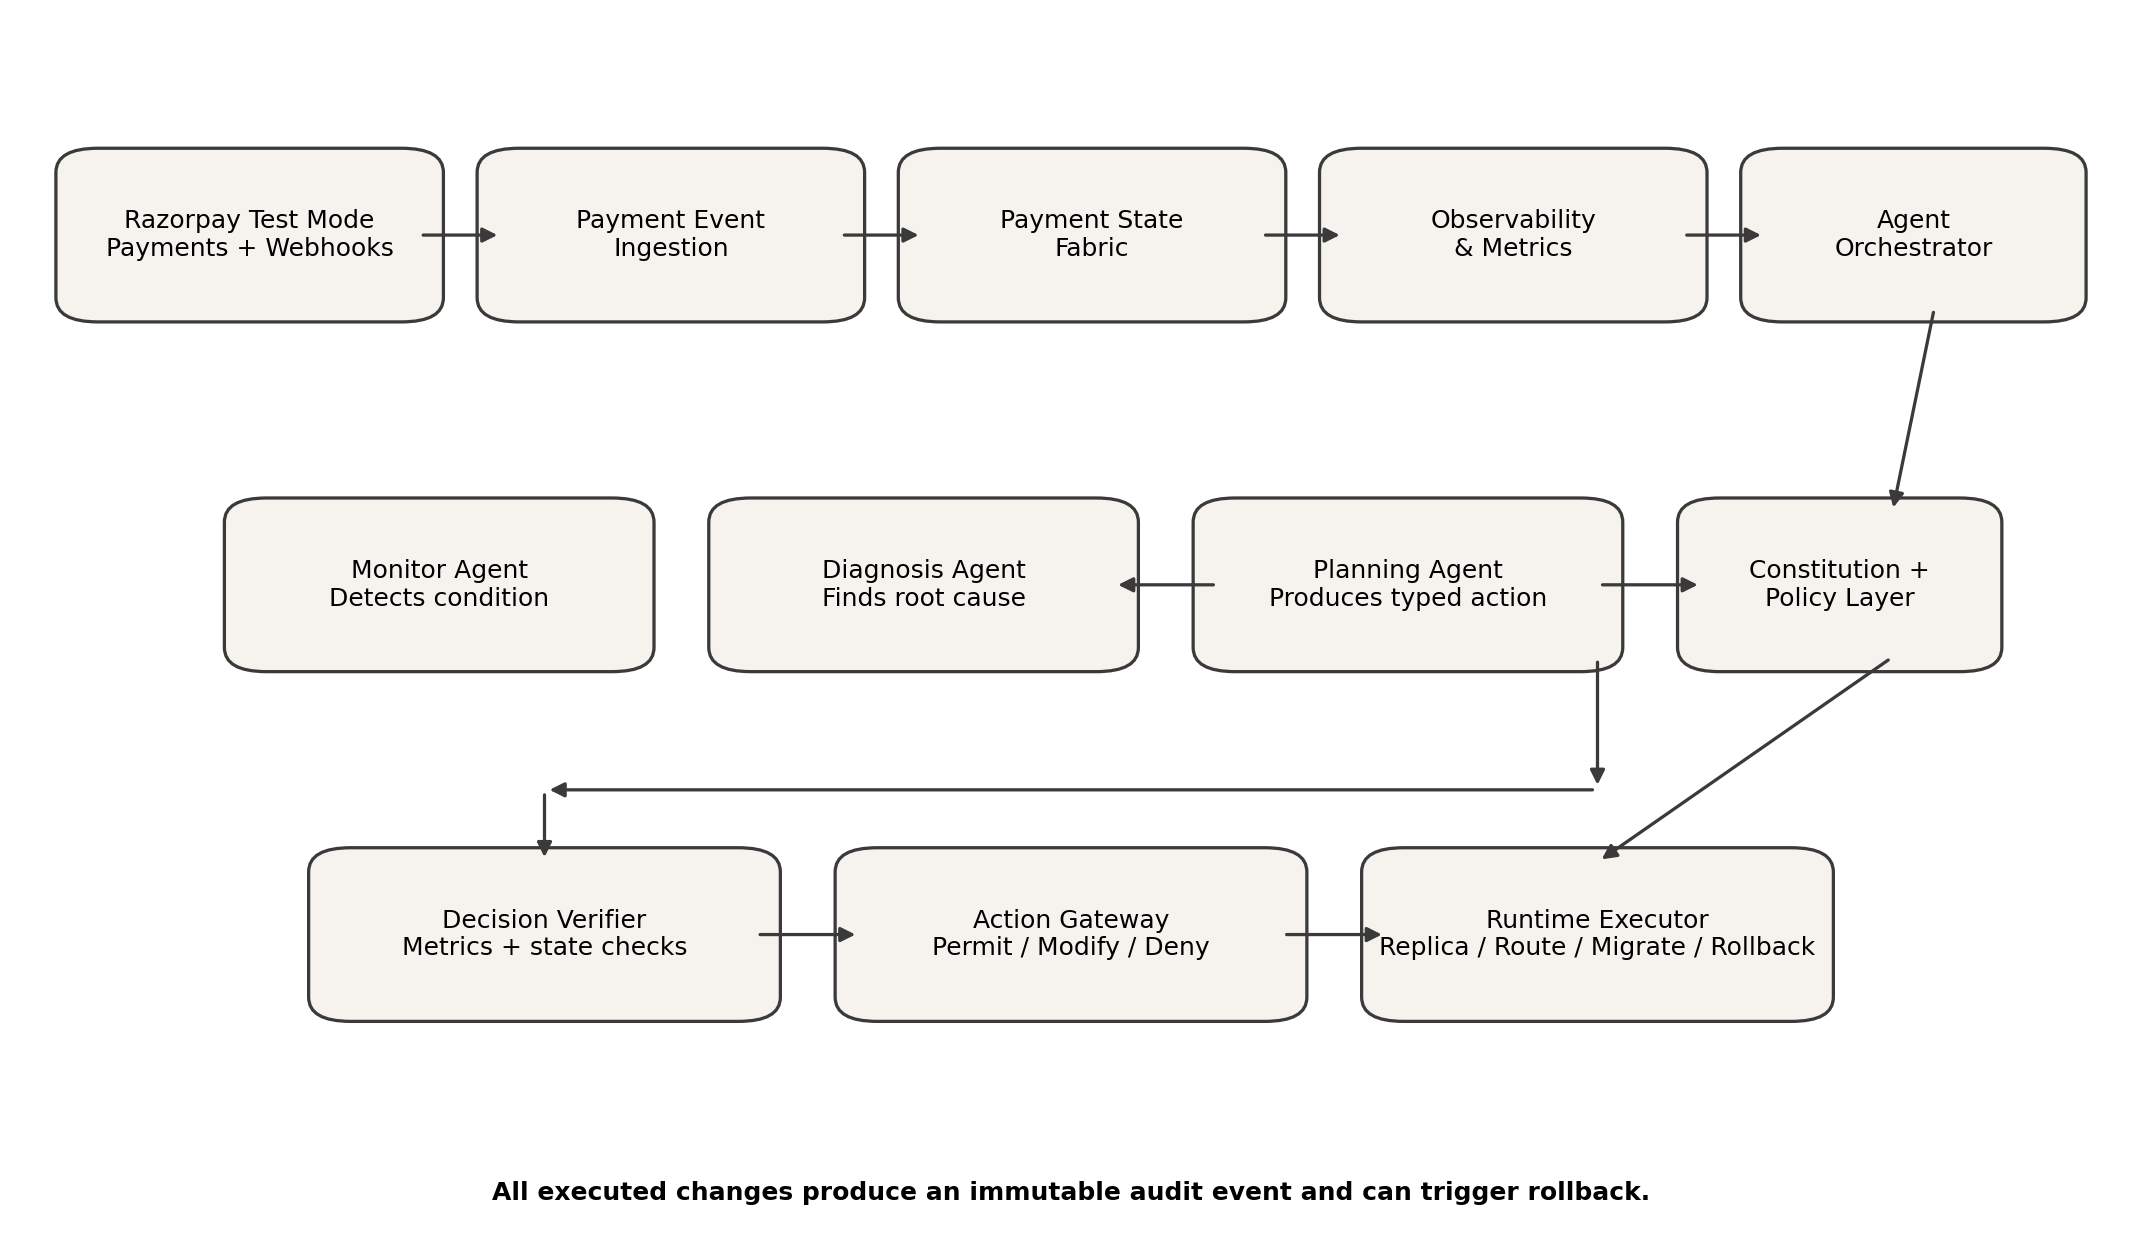 Razorpay Test Mode
Payments + Webhooks
Payment Event
Ingestion
Payment State
Fabric
Observability
& Metrics
Agent
Orchestrator
Monitor Agent
Detects condition
Diagnosis Agent
Finds root cause
Planning Agent
Produces typed action
Constitution +
Policy Layer
Decision Verifier
Metrics + state checks
Action Gateway
Permit / Modify / Deny
Runtime Executor
Replica / Route / Migrate / Rollback
All executed changes produce an immutable audit event and can trigger rollback.